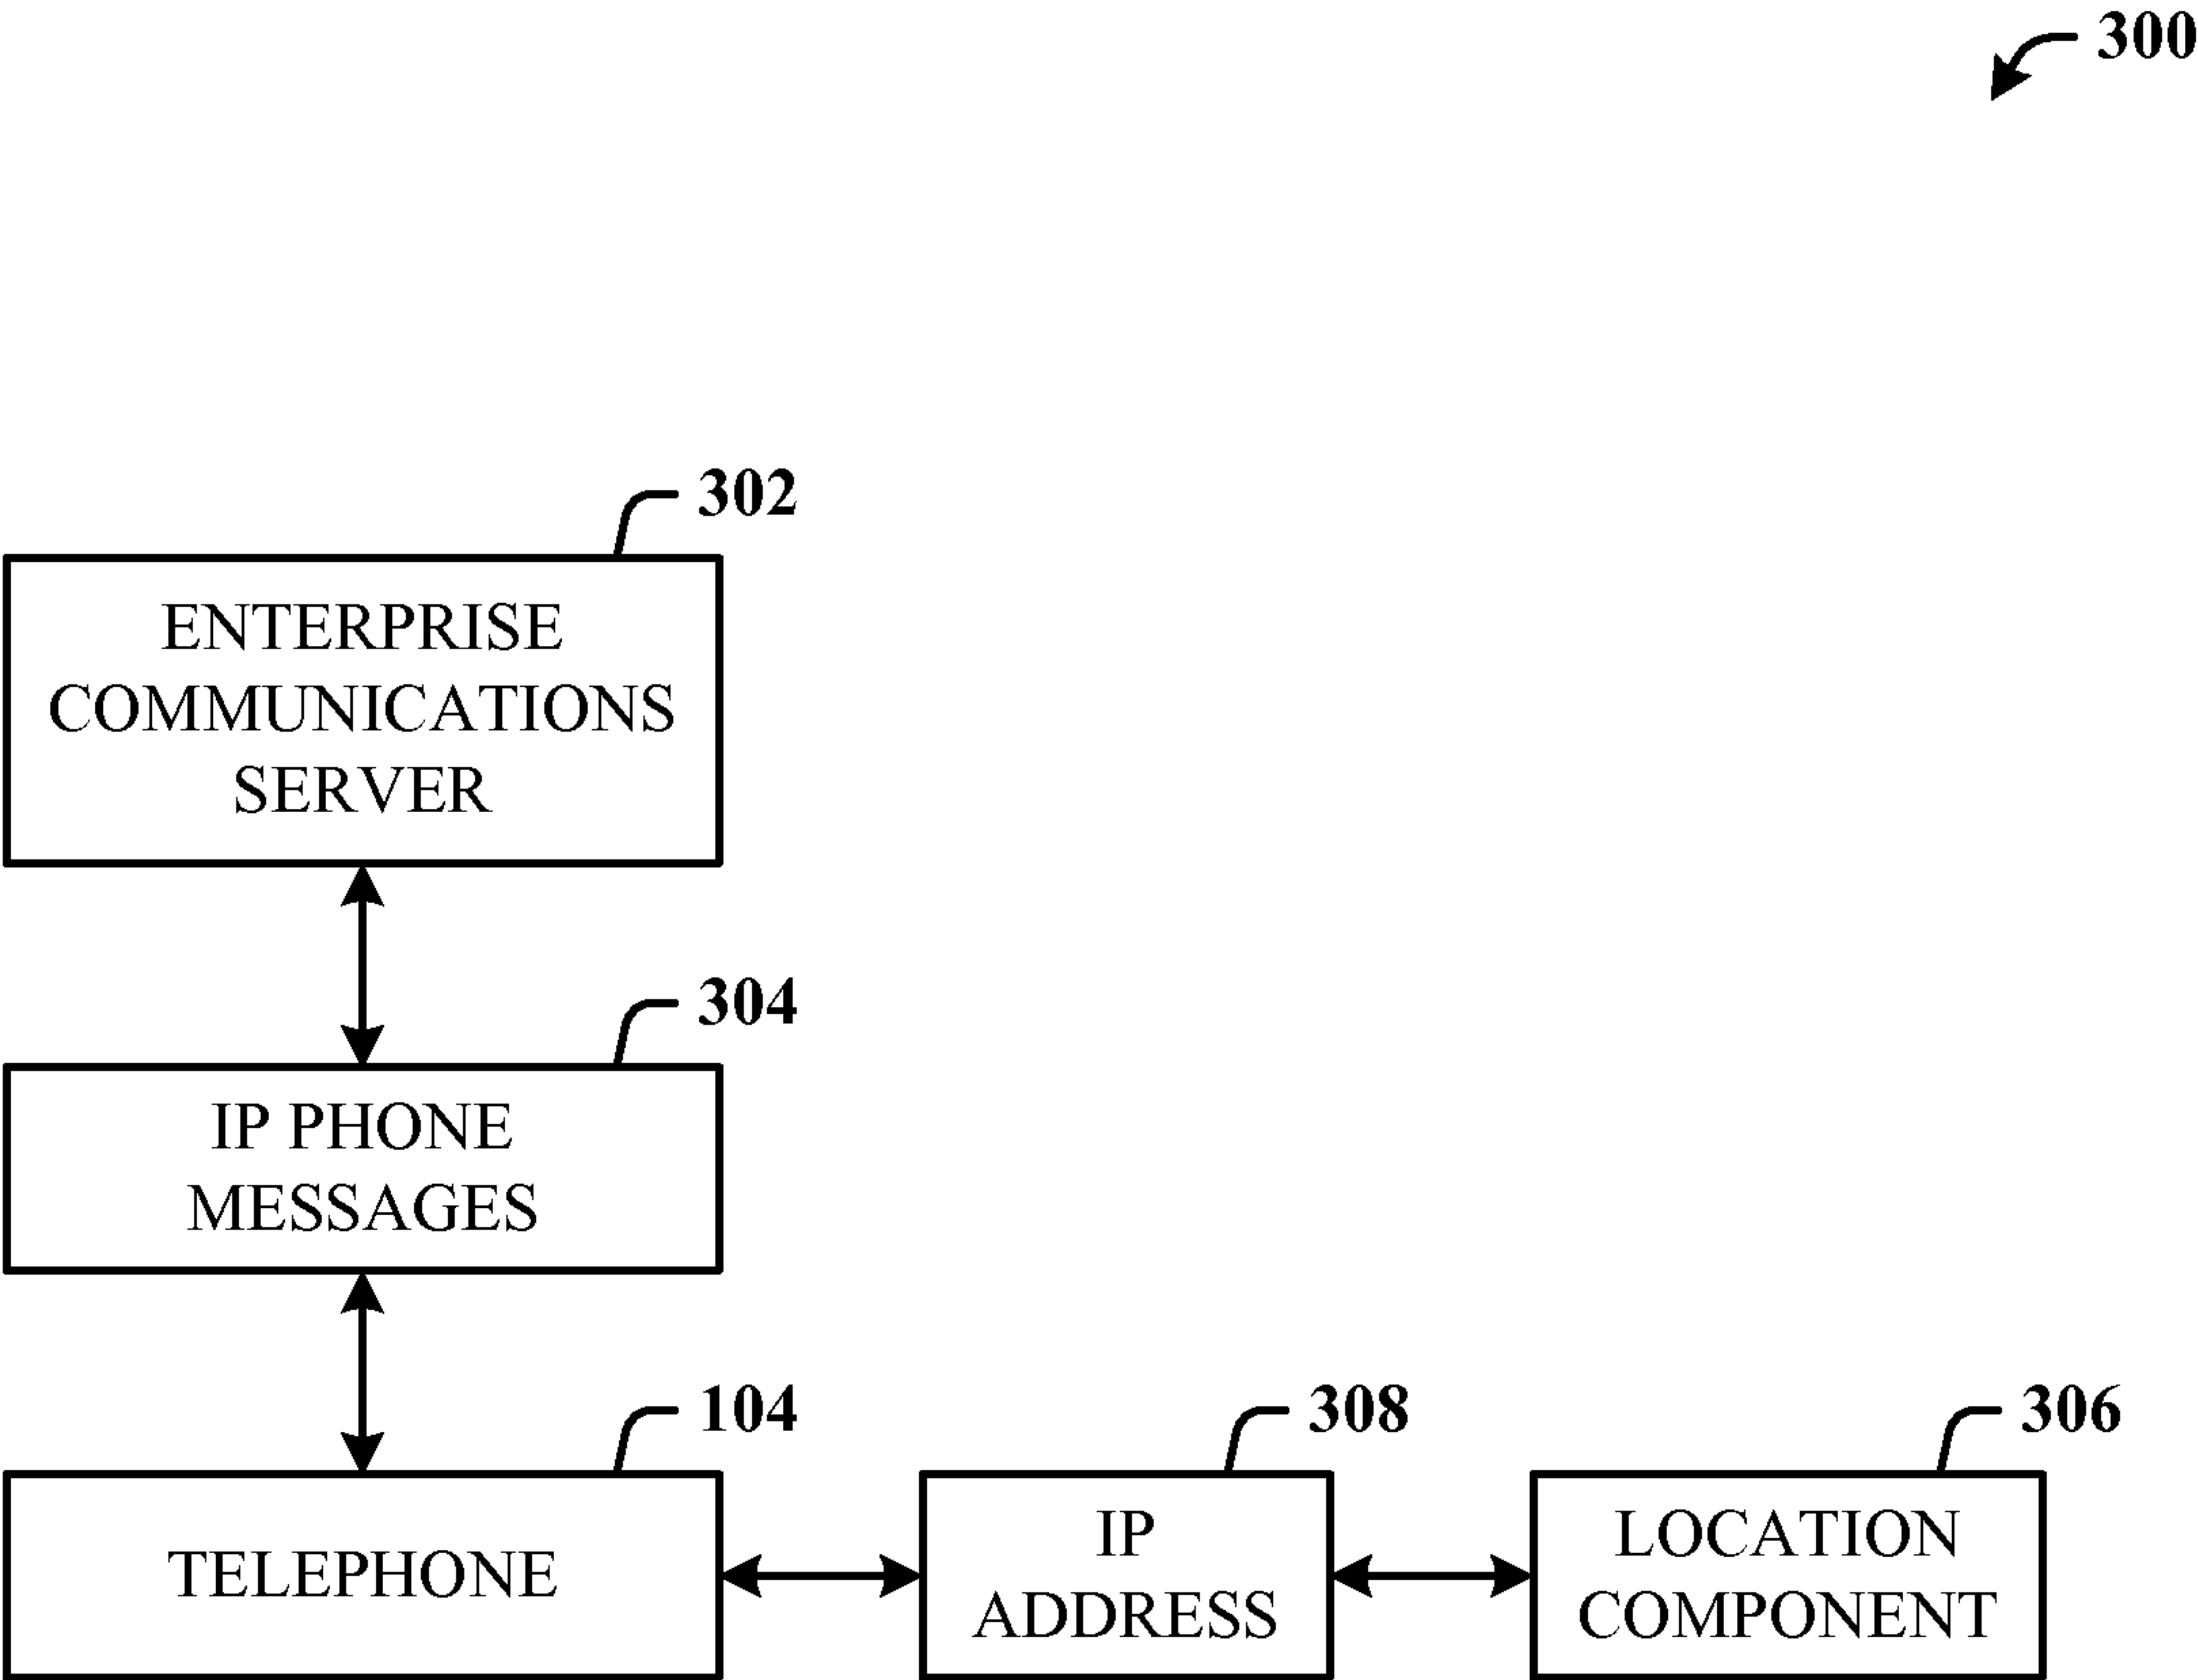 300
302
ENTERPRISE
COMMUNICATIONS
SERVER
304
IP PHONE
MESSAGES
104
TELEPHONE
308
IP
ADDRESS
306
LOCATION
COMPONENT